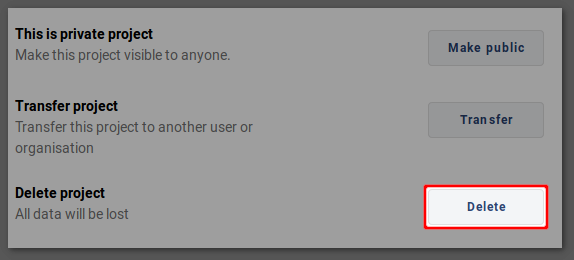 This is private project
Make this project visible to anyone.
Make public
Transfer project
Transfer this project to another user or
organisation
Transfer
Delete project
All data will be lost
Delete